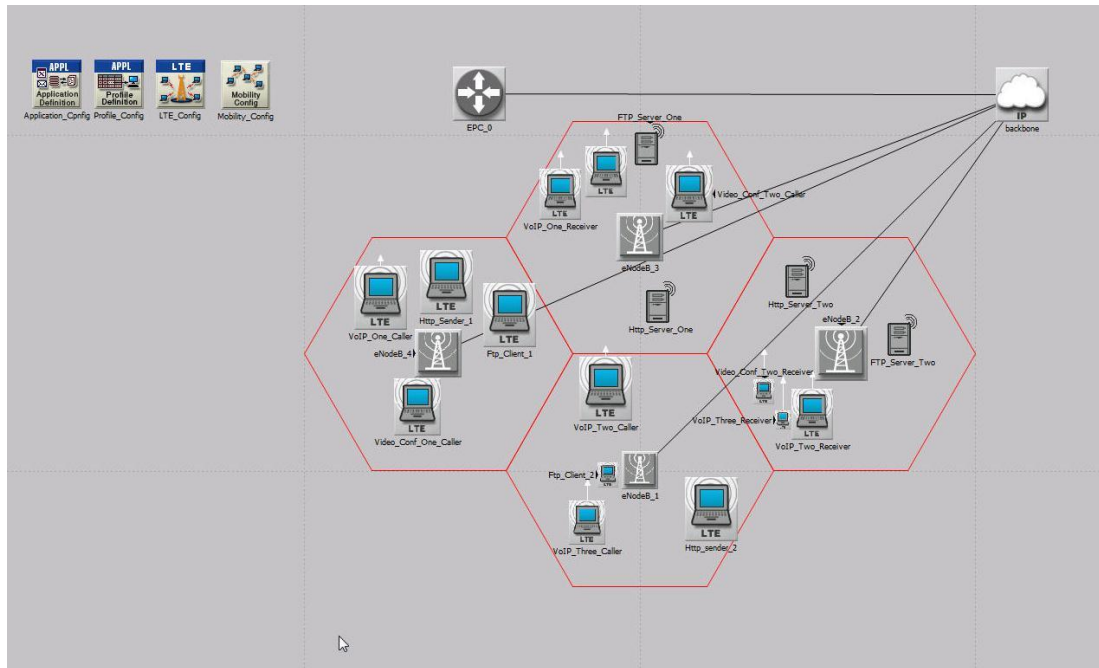 APPL
Application
Definition
Application_Cpnfig
APPL
Profile
Definition
Profile_Config
LTE
LTE_Config
Mobility
Config
Mobility_Config
EPC_0
IP
backbone
FTP_Server_One
LTE
LTE
VoIP_One_Receiver
LTE
Video_Conf_Two_Caller
eNodeB_3
Http_Server_One
LTE
VoIP_One_Caller
Http_Sender_1
LTE
Ftp_Client_1
eNodeB_4
LTE
Video_Conf_One_Caller
Http_Server_Two
eNodeB_2
FTP_Server_Two
Video_Conf_Two_Receiver
LTE
VoIP_Three_Receiver
LTE
VoIP_Two_Receiver
LTE
VoIP_Two_Caller
Ftp_Client_2
LTE
eNodeB_1
LTE
VoIP_Three_Caller
LTE
Http_sender_2